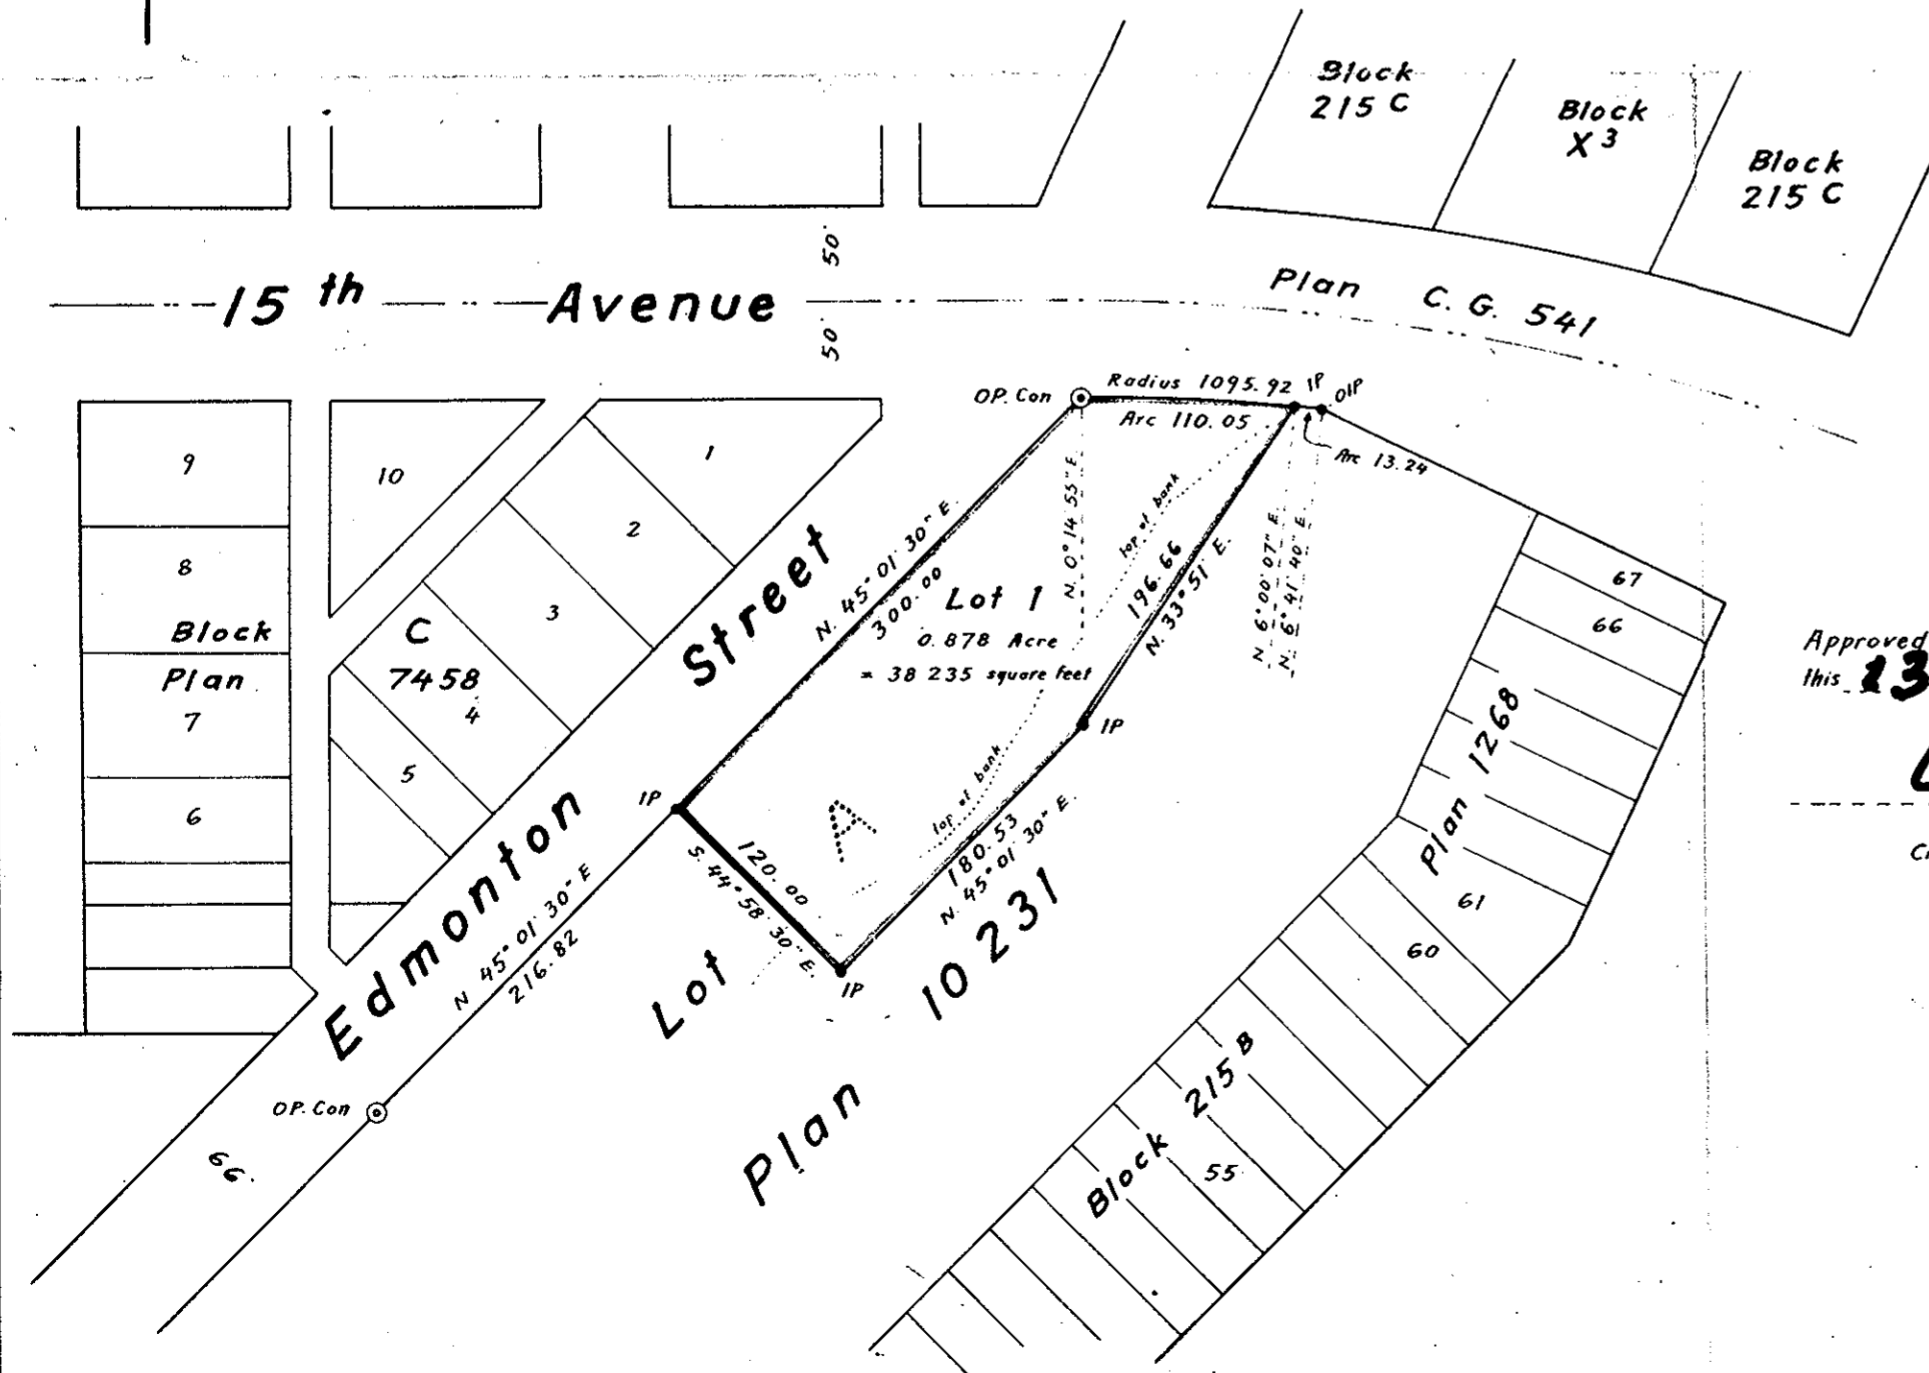 Block
215 C
Block
X 3
Block
215 C
50'
15 th Avenue
50'
Plan C. G. 541
OP. Con
Radius 1095.92
IP
OIP
Arc 110.05
Arc 13.24
9
8
Block
Plan
7
6
10
1
2
3
C
7458
4
5
N. 45° 01' 30" E.
300.00
N. 0° 14' 55" E.
top of bank
196.66
N. 33° 51' E.
N. 6° 00' 07" E.
N. 6° 41' 40" E.
Lot 1
0.878 Acre
= 38 235 square feet
IP
IP
Edmonton Street
120.00
S. 44° 58' 30" E.
A
top of bank
180.53
N. 45° 01' 30" E.
IP
N 45° 01' 30" E
216.82
OP. Con
66
Lot
Plan 10 231
67
66
Plan 1268
61
60
Block 215 B
55
Approved
this 13